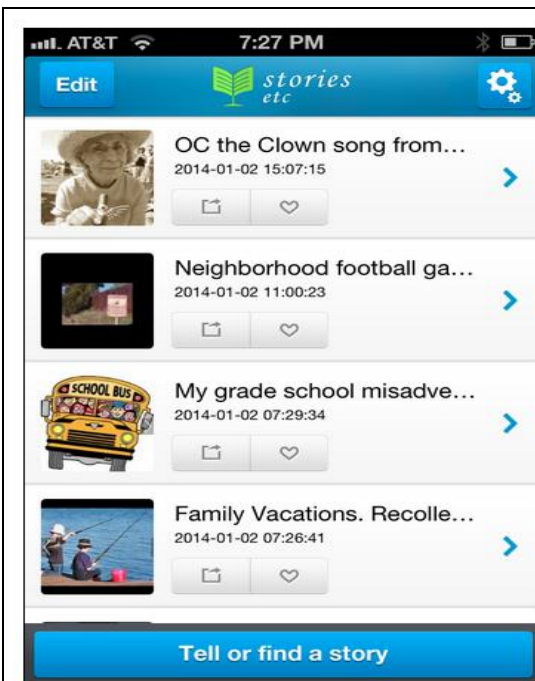 AT&T 7:27 PM
Edit stories etc
OC the Clown song from...
2014-01-02 15:07:15
Neighborhood football ga...
2014-01-02 11:00:23
My grade school misadve...
2014-01-02 07:29:34
SCHOOL BUS
Family Vacations. Recolle...
2014-01-02 07:26:41
Tell or find a story